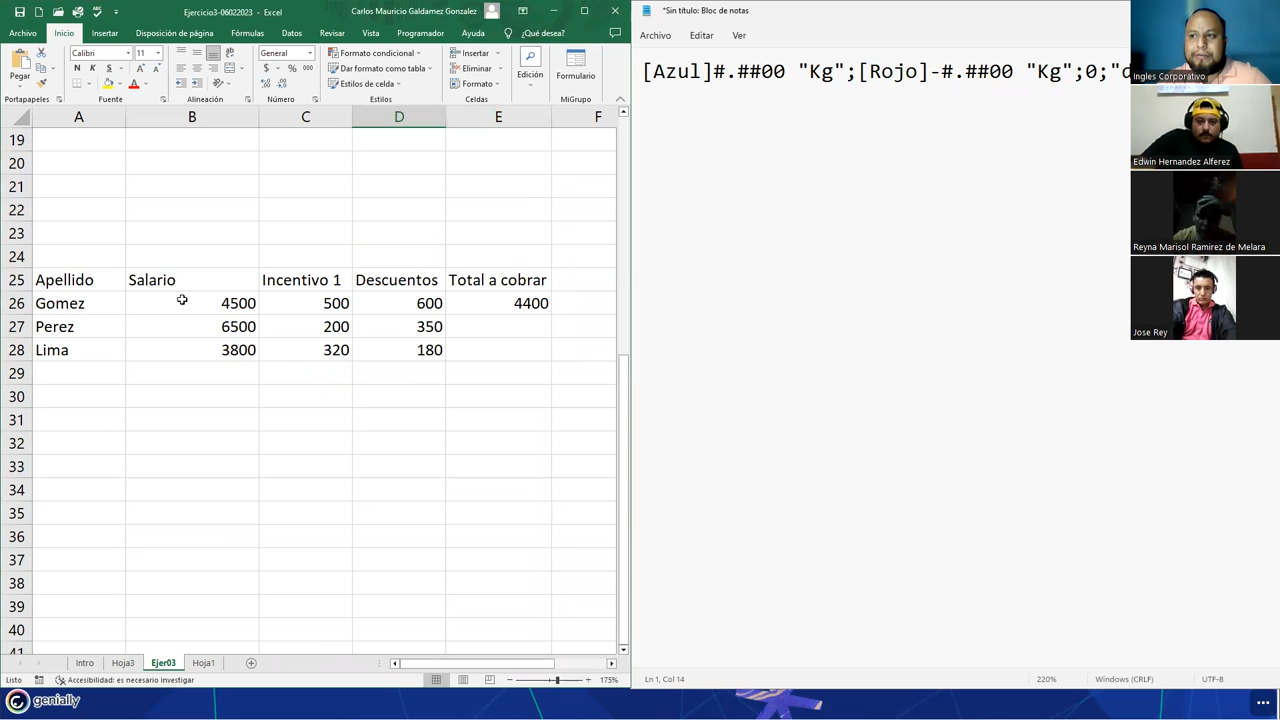 Ejercicio3-06022023 - Excel
Carlos Mauricio Galdamez Gonzalez
Archivo Inicio Insertar Disposición de página Fórmulas Datos Revisar Vista Programador Ayuda ¿Qué desea?
Pegar
Calibri 11
General
Formato condicional
Dar formato como tabla
Estilos de celda
Insertar
Eliminar
Formato
Edición
Formulario
Portapapeles Fuente Alineación Número Estilos Celdas MiGrupo
A B C D E F
19
20
21
22
23
24
25 Apellido Salario Incentivo 1 Descuentos Total a cobrar
26 Gomez 4500 500 600 4400
27 Perez 6500 200 350
28 Lima 3800 320 180
29
30
31
32
33
34
35
36
37
38
39
40
41
Intro Hoja3 Ejer03 Hoja1
Listo Accesibilidad: es necesario investigar 175%
genially
*Sin título: Bloc de notas
Archivo Editar Ver
[Azul]#.##00 "Kg";[Rojo]-#.##00 "Kg";0;"d
Ln 1, Col 14 220% Windows (CRLF) UTF-8
Ingles Corporativo
Edwin Hernandez Alferez
Reyna Marisol Ramirez de Melara
Jose Rey